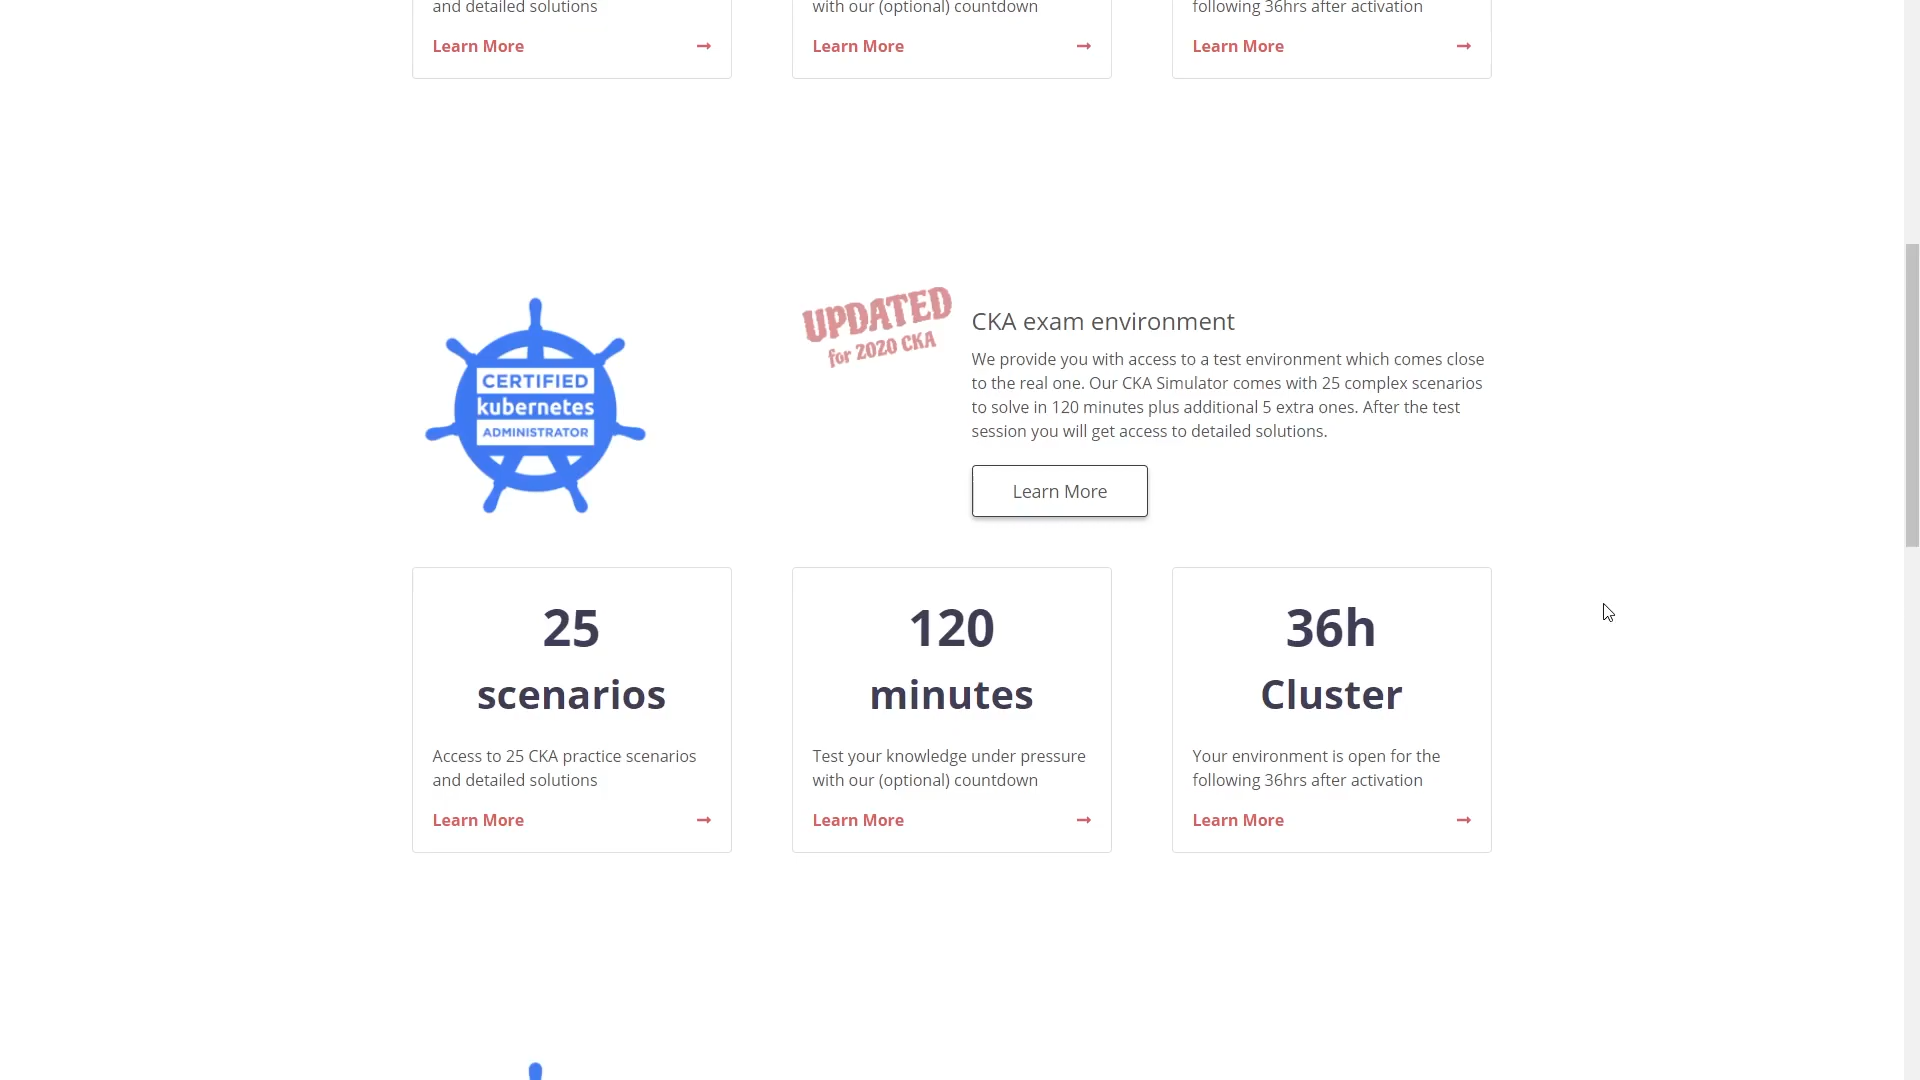 and detailed solutions
with our (optional) countdown
following 36hrs after activation
Learn More
Learn More
Learn More
CERTIFIED
kubernetes
ADMINISTRATOR
UPDATED
for 2020 CKA
CKA exam environment
We provide you with access to a test environment which comes close
to the real one. Our CKA Simulator comes with 25 complex scenarios
to solve in 120 minutes plus additional 5 extra ones. After the test
session you will get access to detailed solutions.
Learn More
25
scenarios
Access to 25 CKA practice scenarios
and detailed solutions
Learn More
120
minutes
Test your knowledge under pressure
with our (optional) countdown
Learn More
36h
Cluster
Your environment is open for the
following 36hrs after activation
Learn More